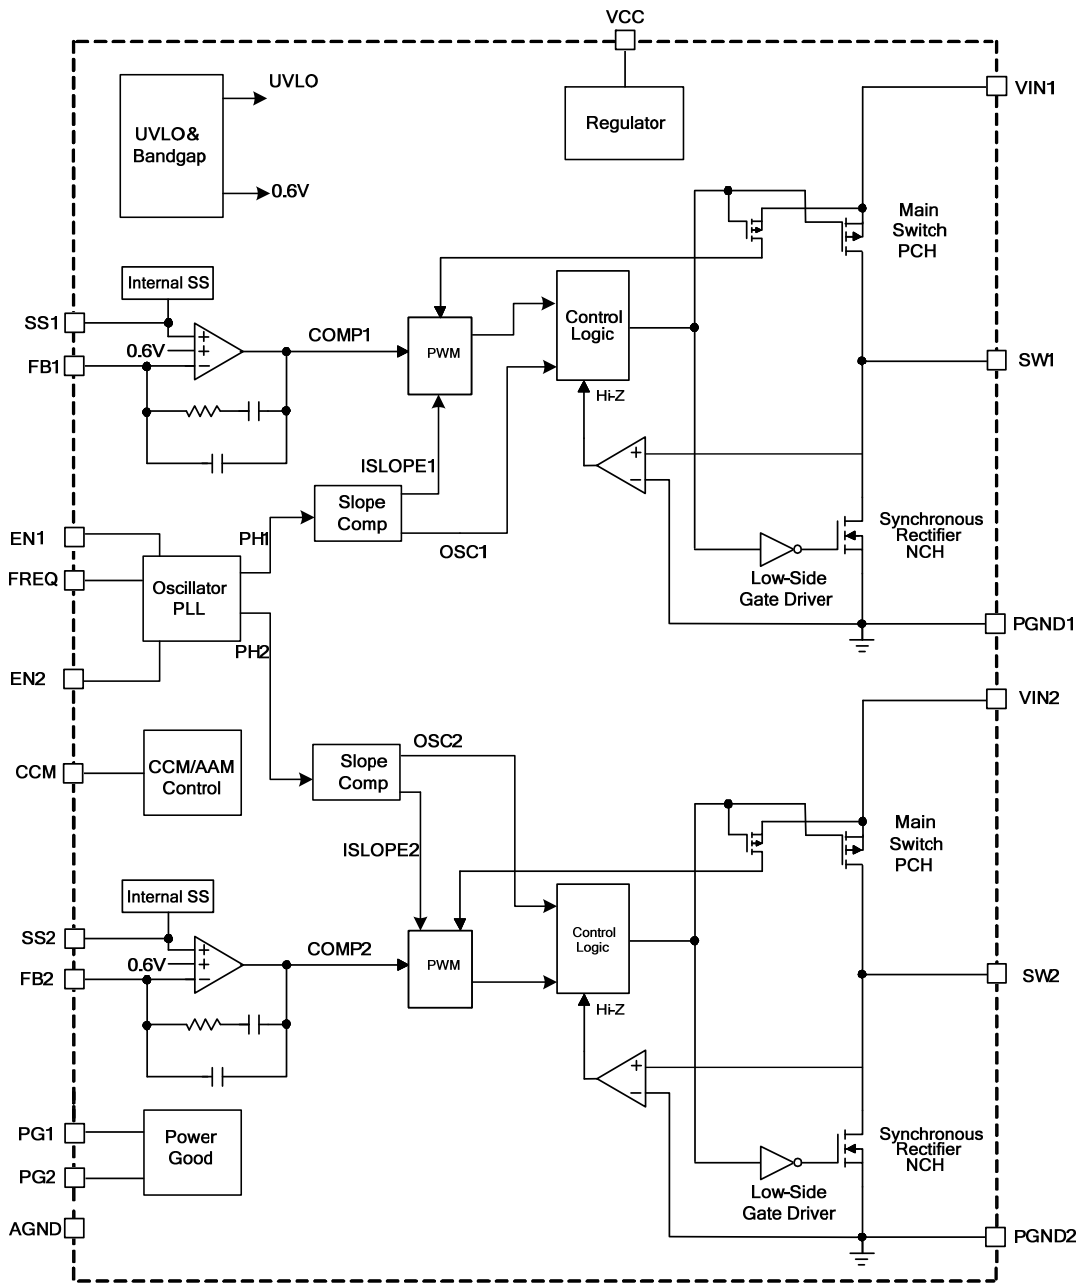 VCC
UVLO
UVLO &
Bandgap
0.6V
Regulator
VIN1
Main
Switch
PCH
Internal SS
SS1
0.6V
FB1
+
+
−
COMP1
PWM
Control
Logic
Hi-Z
SW1
+
−
ISLOPE1
Slope
Comp
OSC1
PH1
EN1
FREQ
Oscillator
PLL
EN2
PH2
Synchronous
Rectifier
NCH
Low-Side
Gate Driver
PGND1
VIN2
CCM
CCM/AAM
Control
Slope
Comp
OSC2
ISLOPE2
Main
Switch
PCH
Internal SS
SS2
0.6V
FB2
+
+
−
COMP2
PWM
Control
Logic
Hi-Z
SW2
+
−
PG1
PG2
Power
Good
AGND
Synchronous
Rectifier
NCH
Low-Side
Gate Driver
PGND2